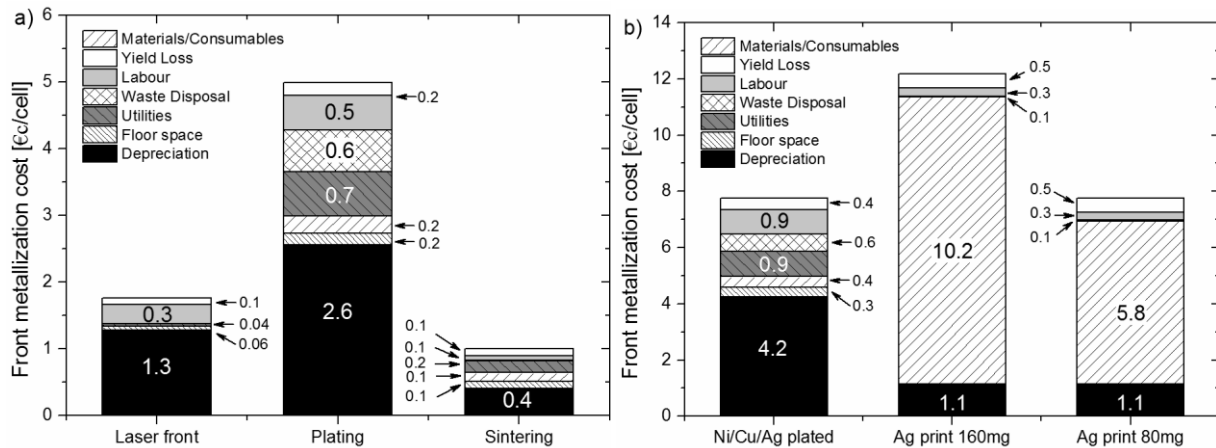 a)
Front metallization cost [€c/cell]
6
5
4
3
2
1
0
Materials/Consumables
Yield Loss
Labour
Waste Disposal
Utilities
Floor space
Depreciation
0.3
1.3
0.1
0.04
0.06
0.5
0.6
0.7
2.6
0.2
0.2
0.2
0.1
0.1
0.2
0.1
0.1
0.4
Laser front
Plating
Sintering
b)
Front metallization cost [€c/cell]
14
12
10
8
6
4
2
0
Materials/Consumables
Yield Loss
Labour
Waste Disposal
Utilities
Floor space
Depreciation
0.9
0.9
4.2
0.4
0.6
0.4
0.3
10.2
1.1
0.5
0.3
0.1
0.5
0.3
0.1
5.8
1.1
Ni/Cu/Ag plated
Ag print 160mg
Ag print 80mg